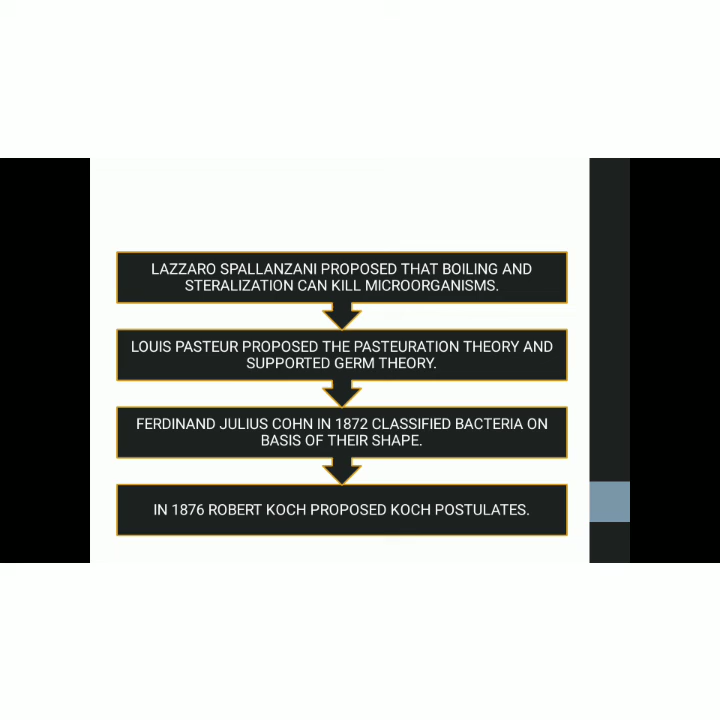 LAZZARO SPALLANZANI PROPOSED THAT BOILING AND
STERALIZATION CAN KILL MICROORGANISMS.
LOUIS PASTEUR PROPOSED THE PASTEURATION THEORY AND
SUPPORTED GERM THEORY.
FERDINAND JULIUS COHN IN 1872 CLASSIFIED BACTERIA ON
BASIS OF THEIR SHAPE.
IN 1876 ROBERT KOCH PROPOSED KOCH POSTULATES.